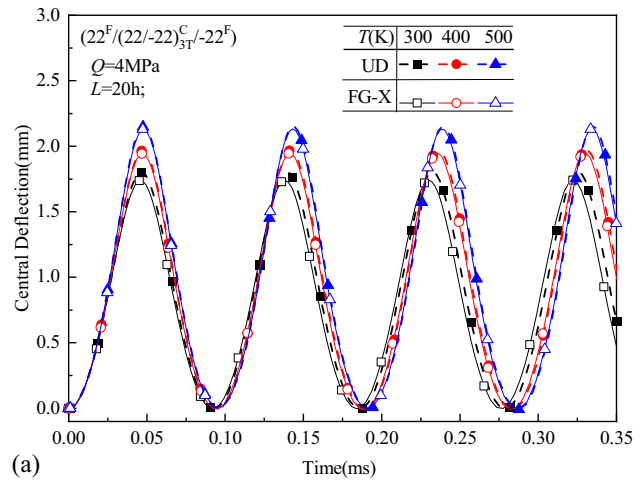 (22^F/(22/-22)^C_3T/-22^F)
Q=4MPa
L=20h;
T(K) 300 400 500
UD
FG-X
3.0
2.5
2.0
1.5
1.0
0.5
0.0
Central Deflection(mm)
0.00 0.05 0.10 0.15 0.20 0.25 0.30 0.35
Time(ms)
(a)